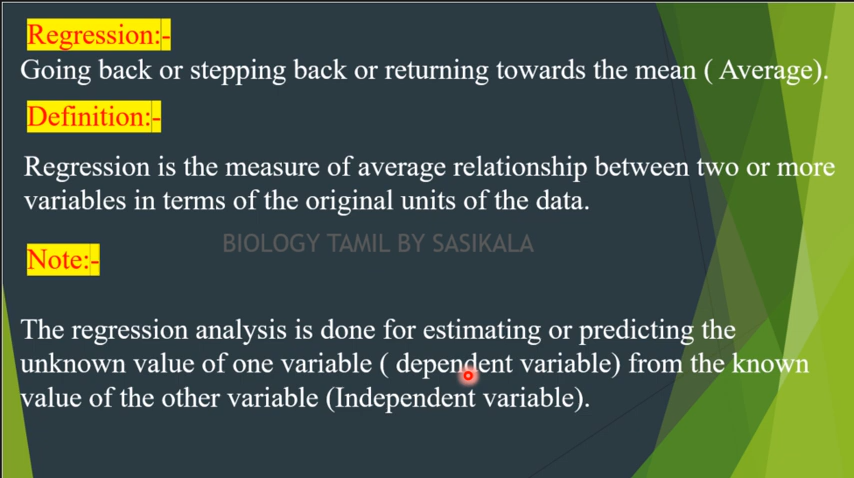 Regression:-
Going back or stepping back or returning towards the mean ( Average).
Definition:-
Regression is the measure of average relationship between two or more
variables in terms of the original units of the data.
BIOLOGY TAMIL BY SASIKALA
Note:-
The regression analysis is done for estimating or predicting the
unknown value of one variable ( dependent variable) from the known
value of the other variable (Independent variable).